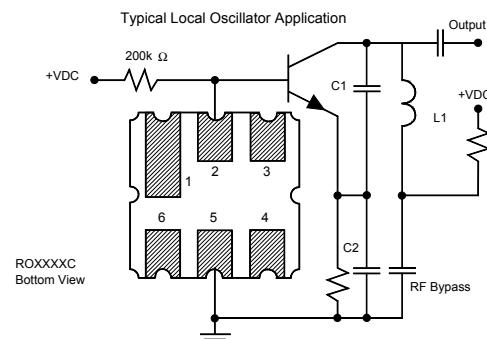 Typical Local Oscillator Application
Output
200k Ω
+VDC
C1
+VDC
L1
1
2
3
6
5
4
C2
ROXXXXC
Bottom View
RF Bypass